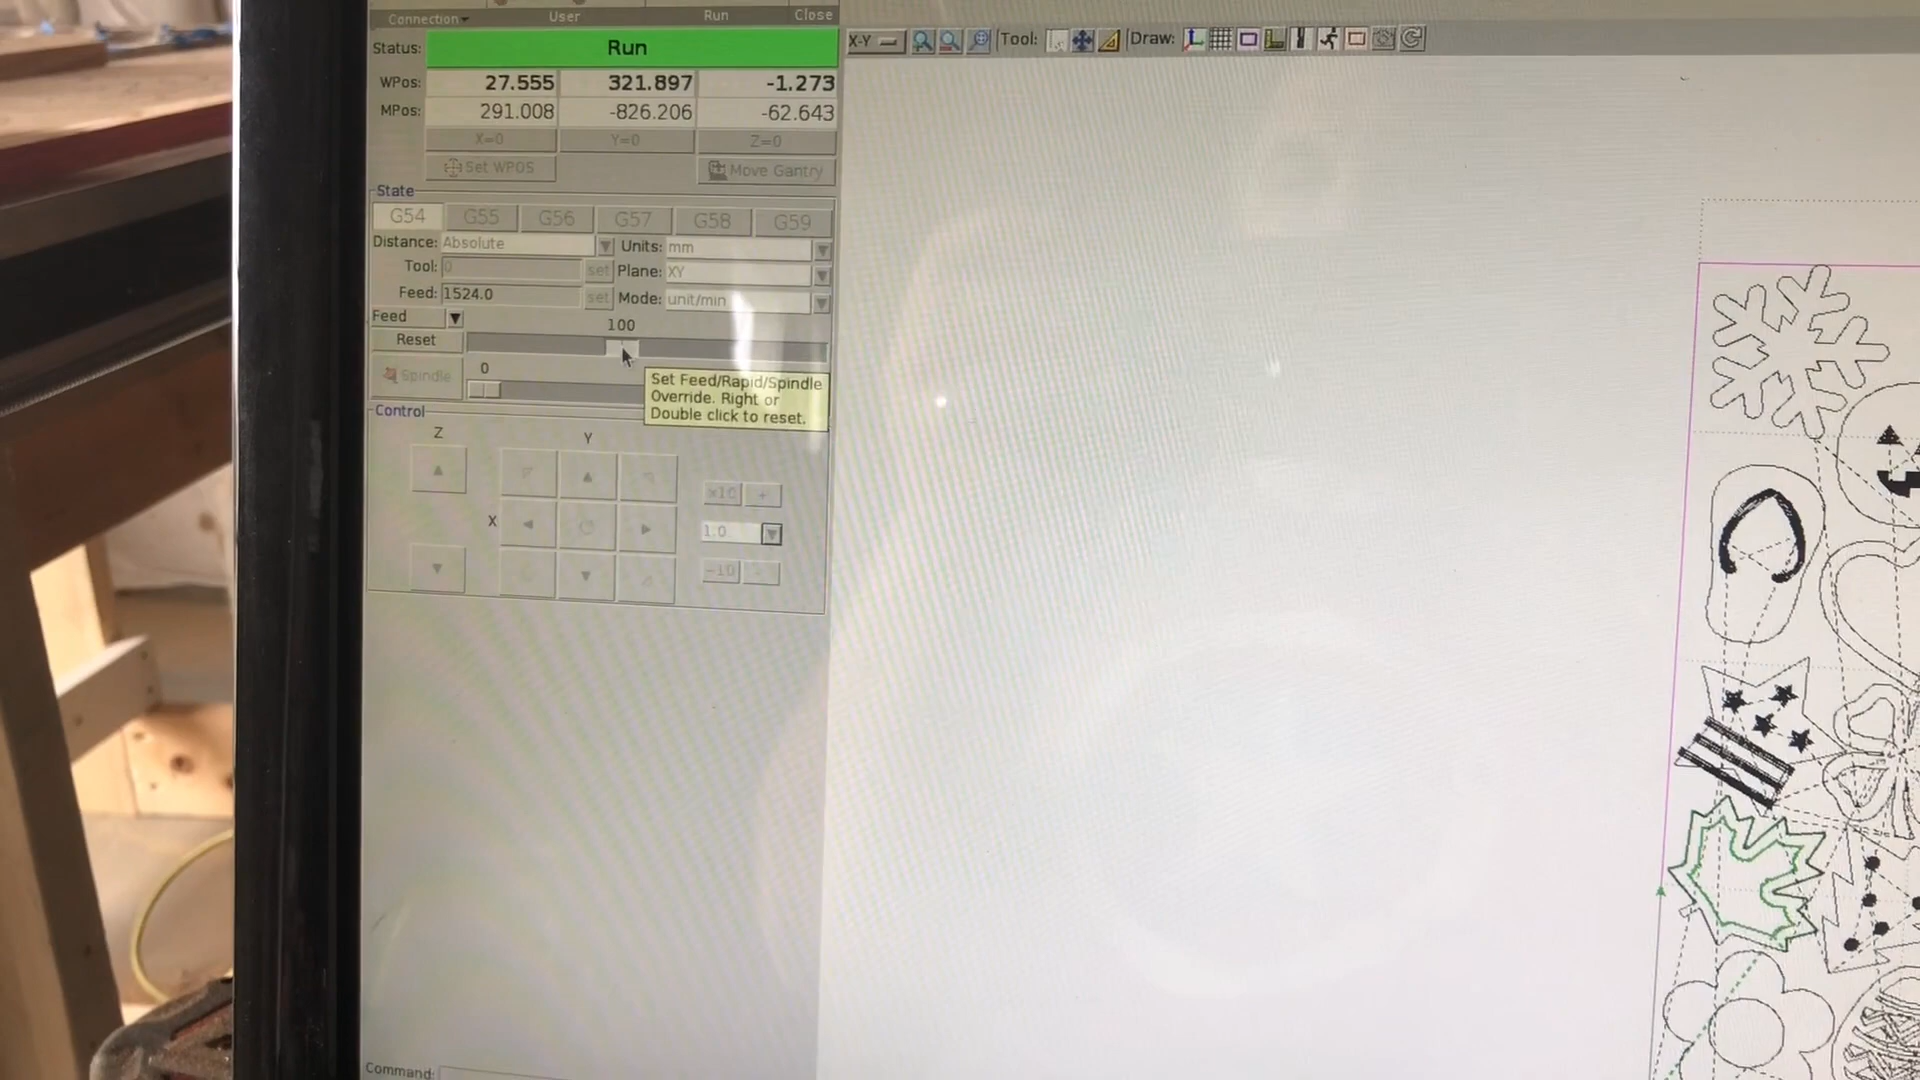 Connection User Run Close
Status: Run
WPos: 27.555 321.897 -1.273
MPos: 291.008 -826.206 -62.643
X=0 Y=0 Z=0
Set WPOS Move Gantry
State
G54 G55 G56 G57 G58 G59
Distance: Absolute Units: mm
Tool: 0 set Plane: XY
Feed: 1524.0 set Mode: unit/min
Feed 100
Reset
Spindle 0
Set Feed/Rapid/Spindle
Override. Right or
Double click to reset.
Control
Z Y
x10 +
X 1.0
÷10 -
Command:
X-Y Tool: Draw: